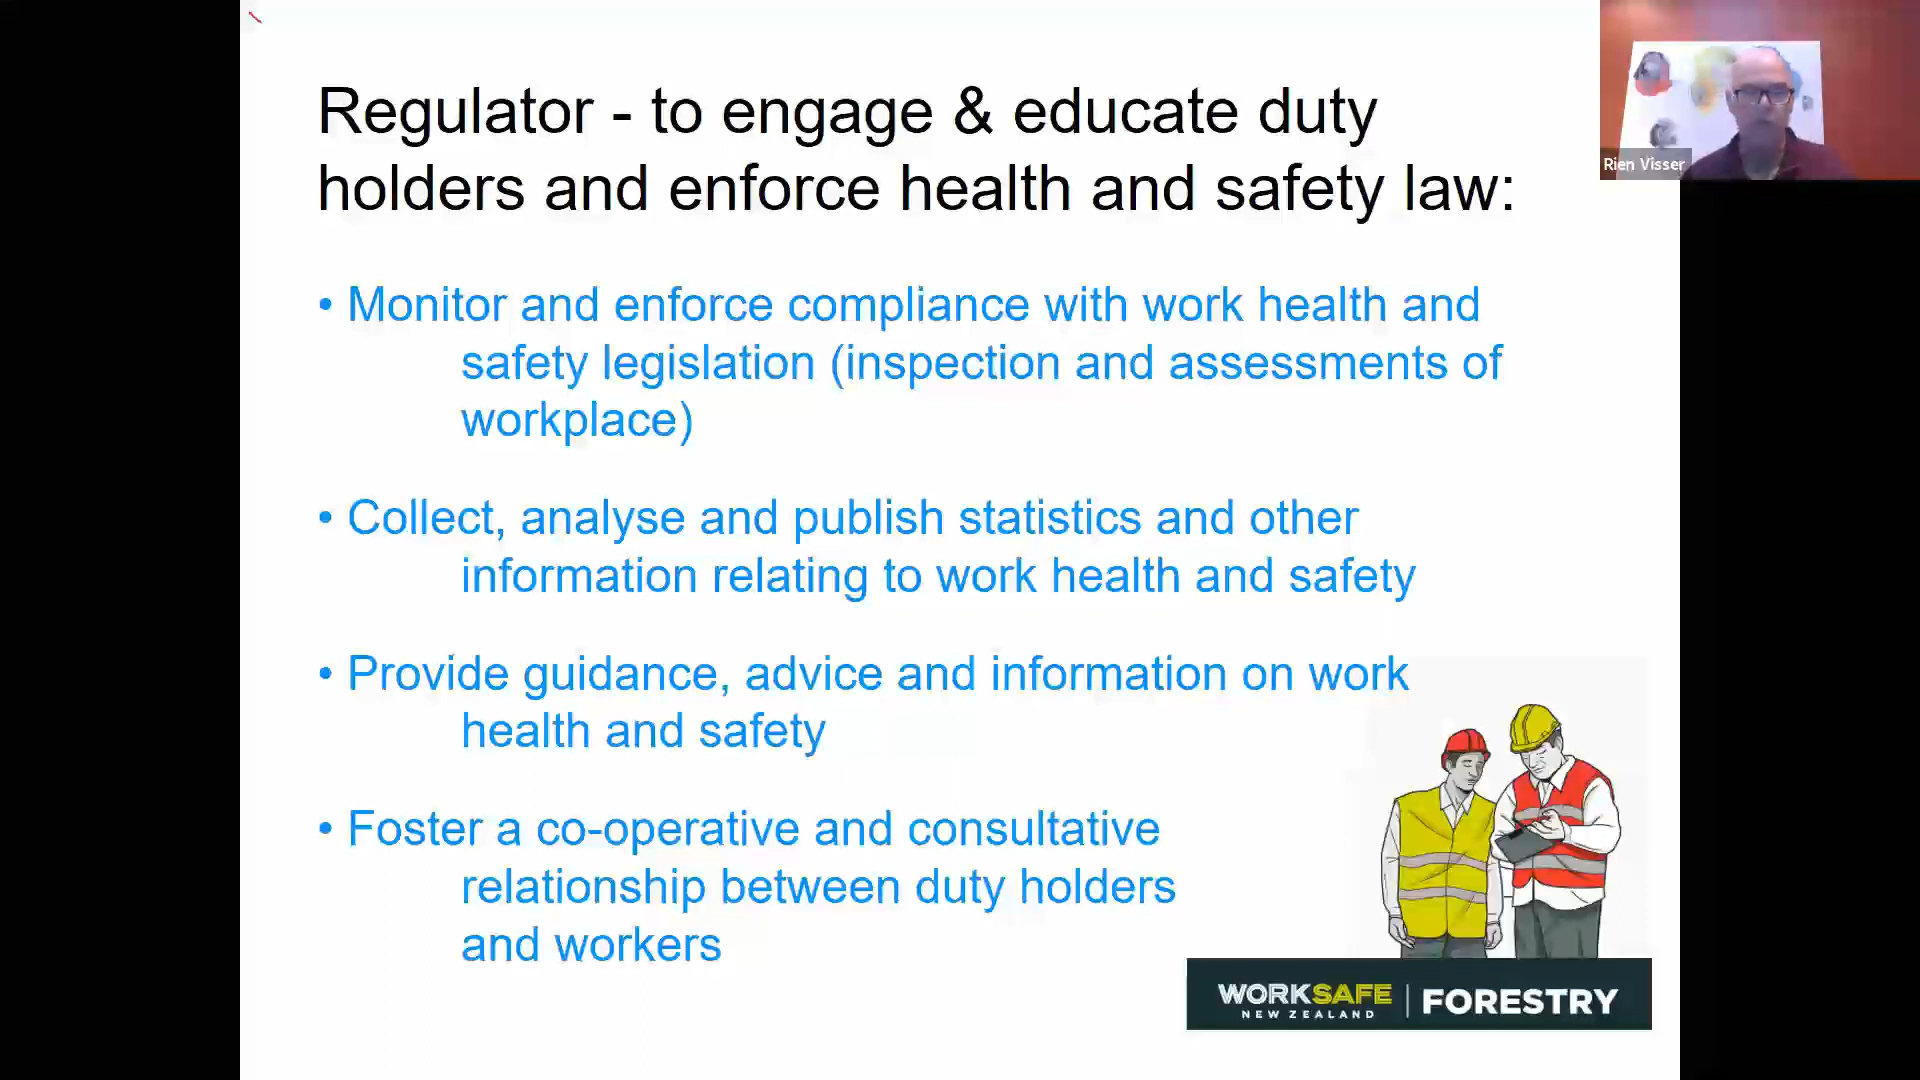 Regulator - to engage & educate duty
holders and enforce health and safety law:
• Monitor and enforce compliance with work health and
safety legislation (inspection and assessments of
workplace)
• Collect, analyse and publish statistics and other
information relating to work health and safety
• Provide guidance, advice and information on work
health and safety
• Foster a co-operative and consultative
relationship between duty holders
and workers
WORKSAFE
NEW ZEALAND
FORESTRY
Rien Visser